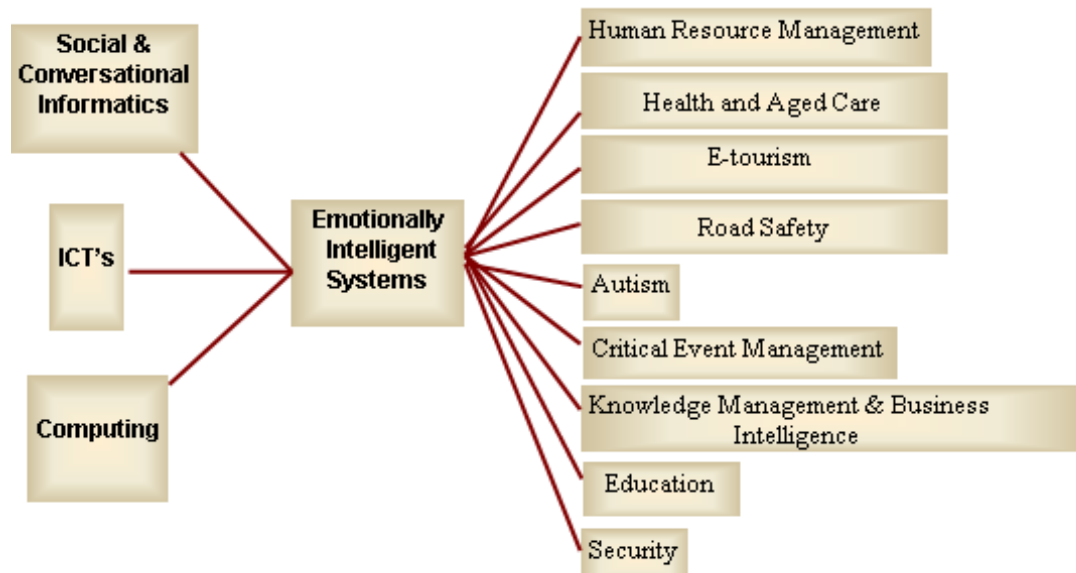 Social &
Conversational
Informatics
ICT's
Computing
Emotionally
Intelligent
Systems
Human Resource Management
Health and Aged Care
E-tourism
Road Safety
Autism
Critical Event Management
Knowledge Management & Business
Intelligence
Education
Security